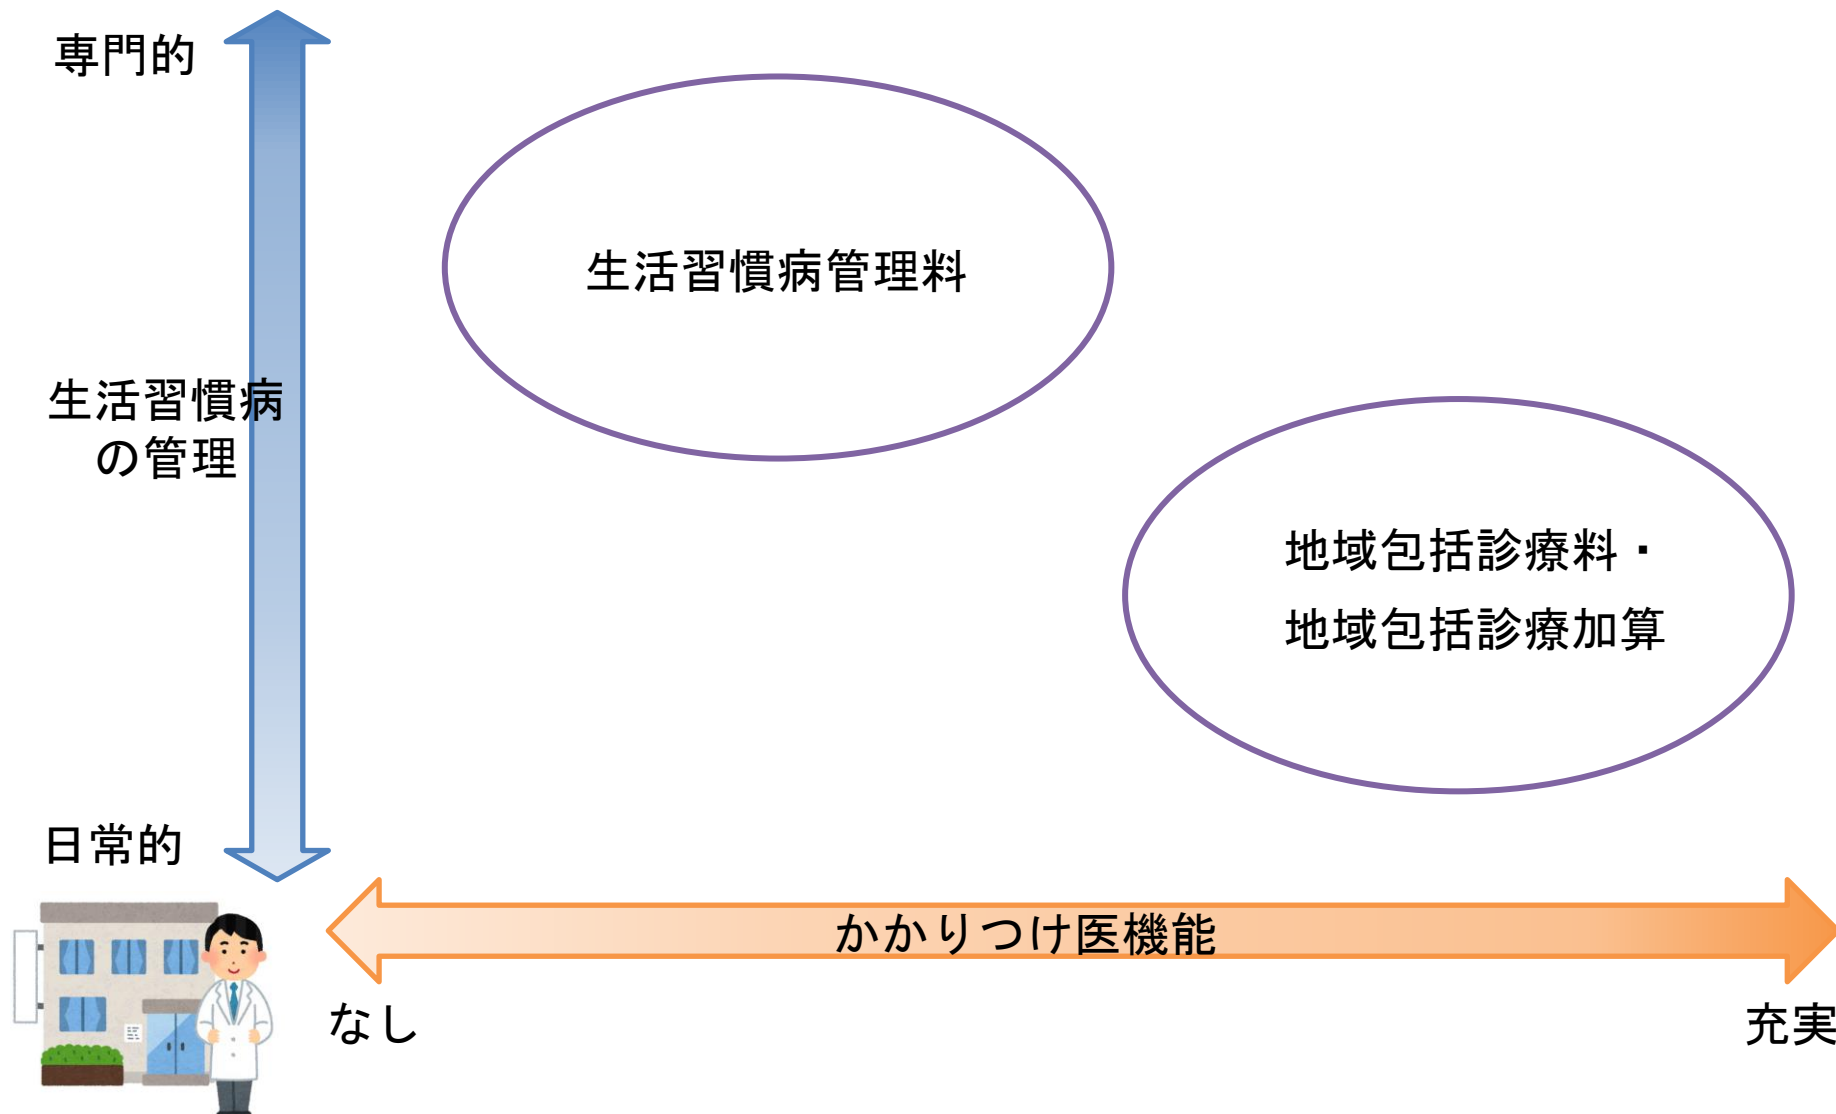 専門的
生活習慣病管理料
生活習慣病
の管理
地域包括診療料・
地域包括診療加算
日常的
かかりつけ医機能
なし
充実